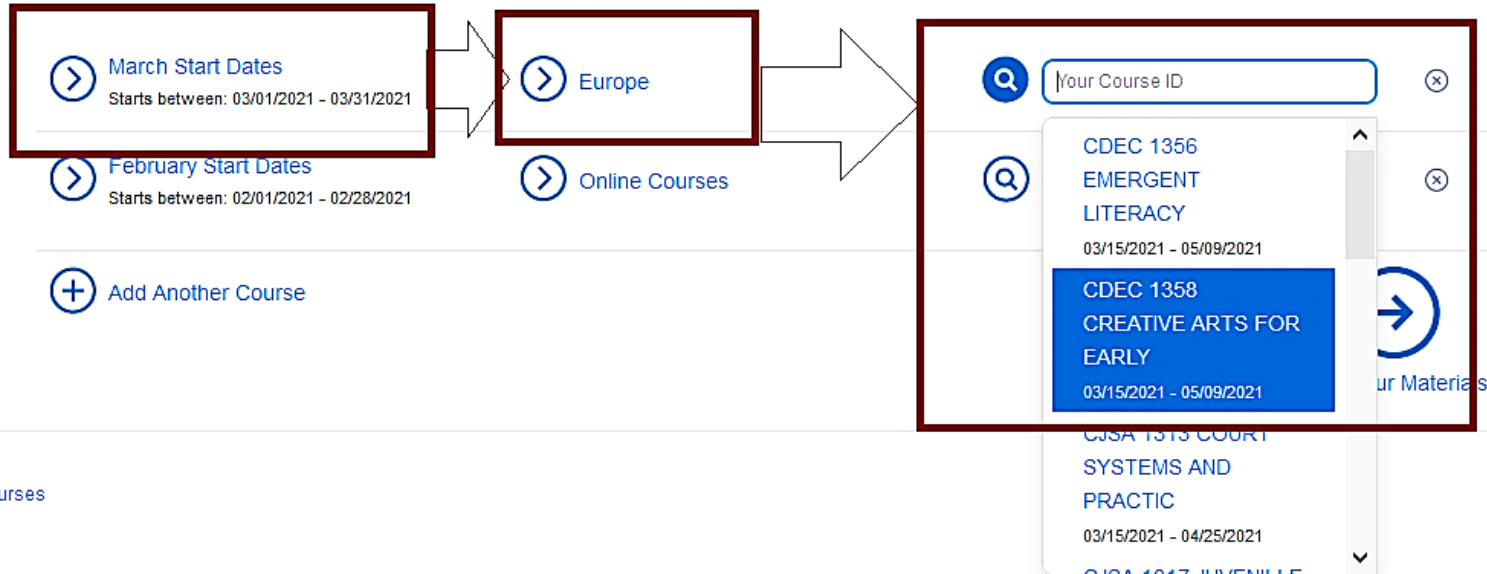 March Start Dates
Starts between: 03/01/2021 - 03/31/2021
Europe
Your Course ID
February Start Dates
Starts between: 02/01/2021 - 02/28/2021
Online Courses
CDEC 1356
EMERGENT
LITERACY
03/15/2021 - 05/09/2021
Add Another Course
CDEC 1358
CREATIVE ARTS FOR
EARLY
03/15/2021 - 05/09/2021
ur Materials
CJSA 1313 COURT
SYSTEMS AND
PRACTIC
03/15/2021 - 04/25/2021
urses